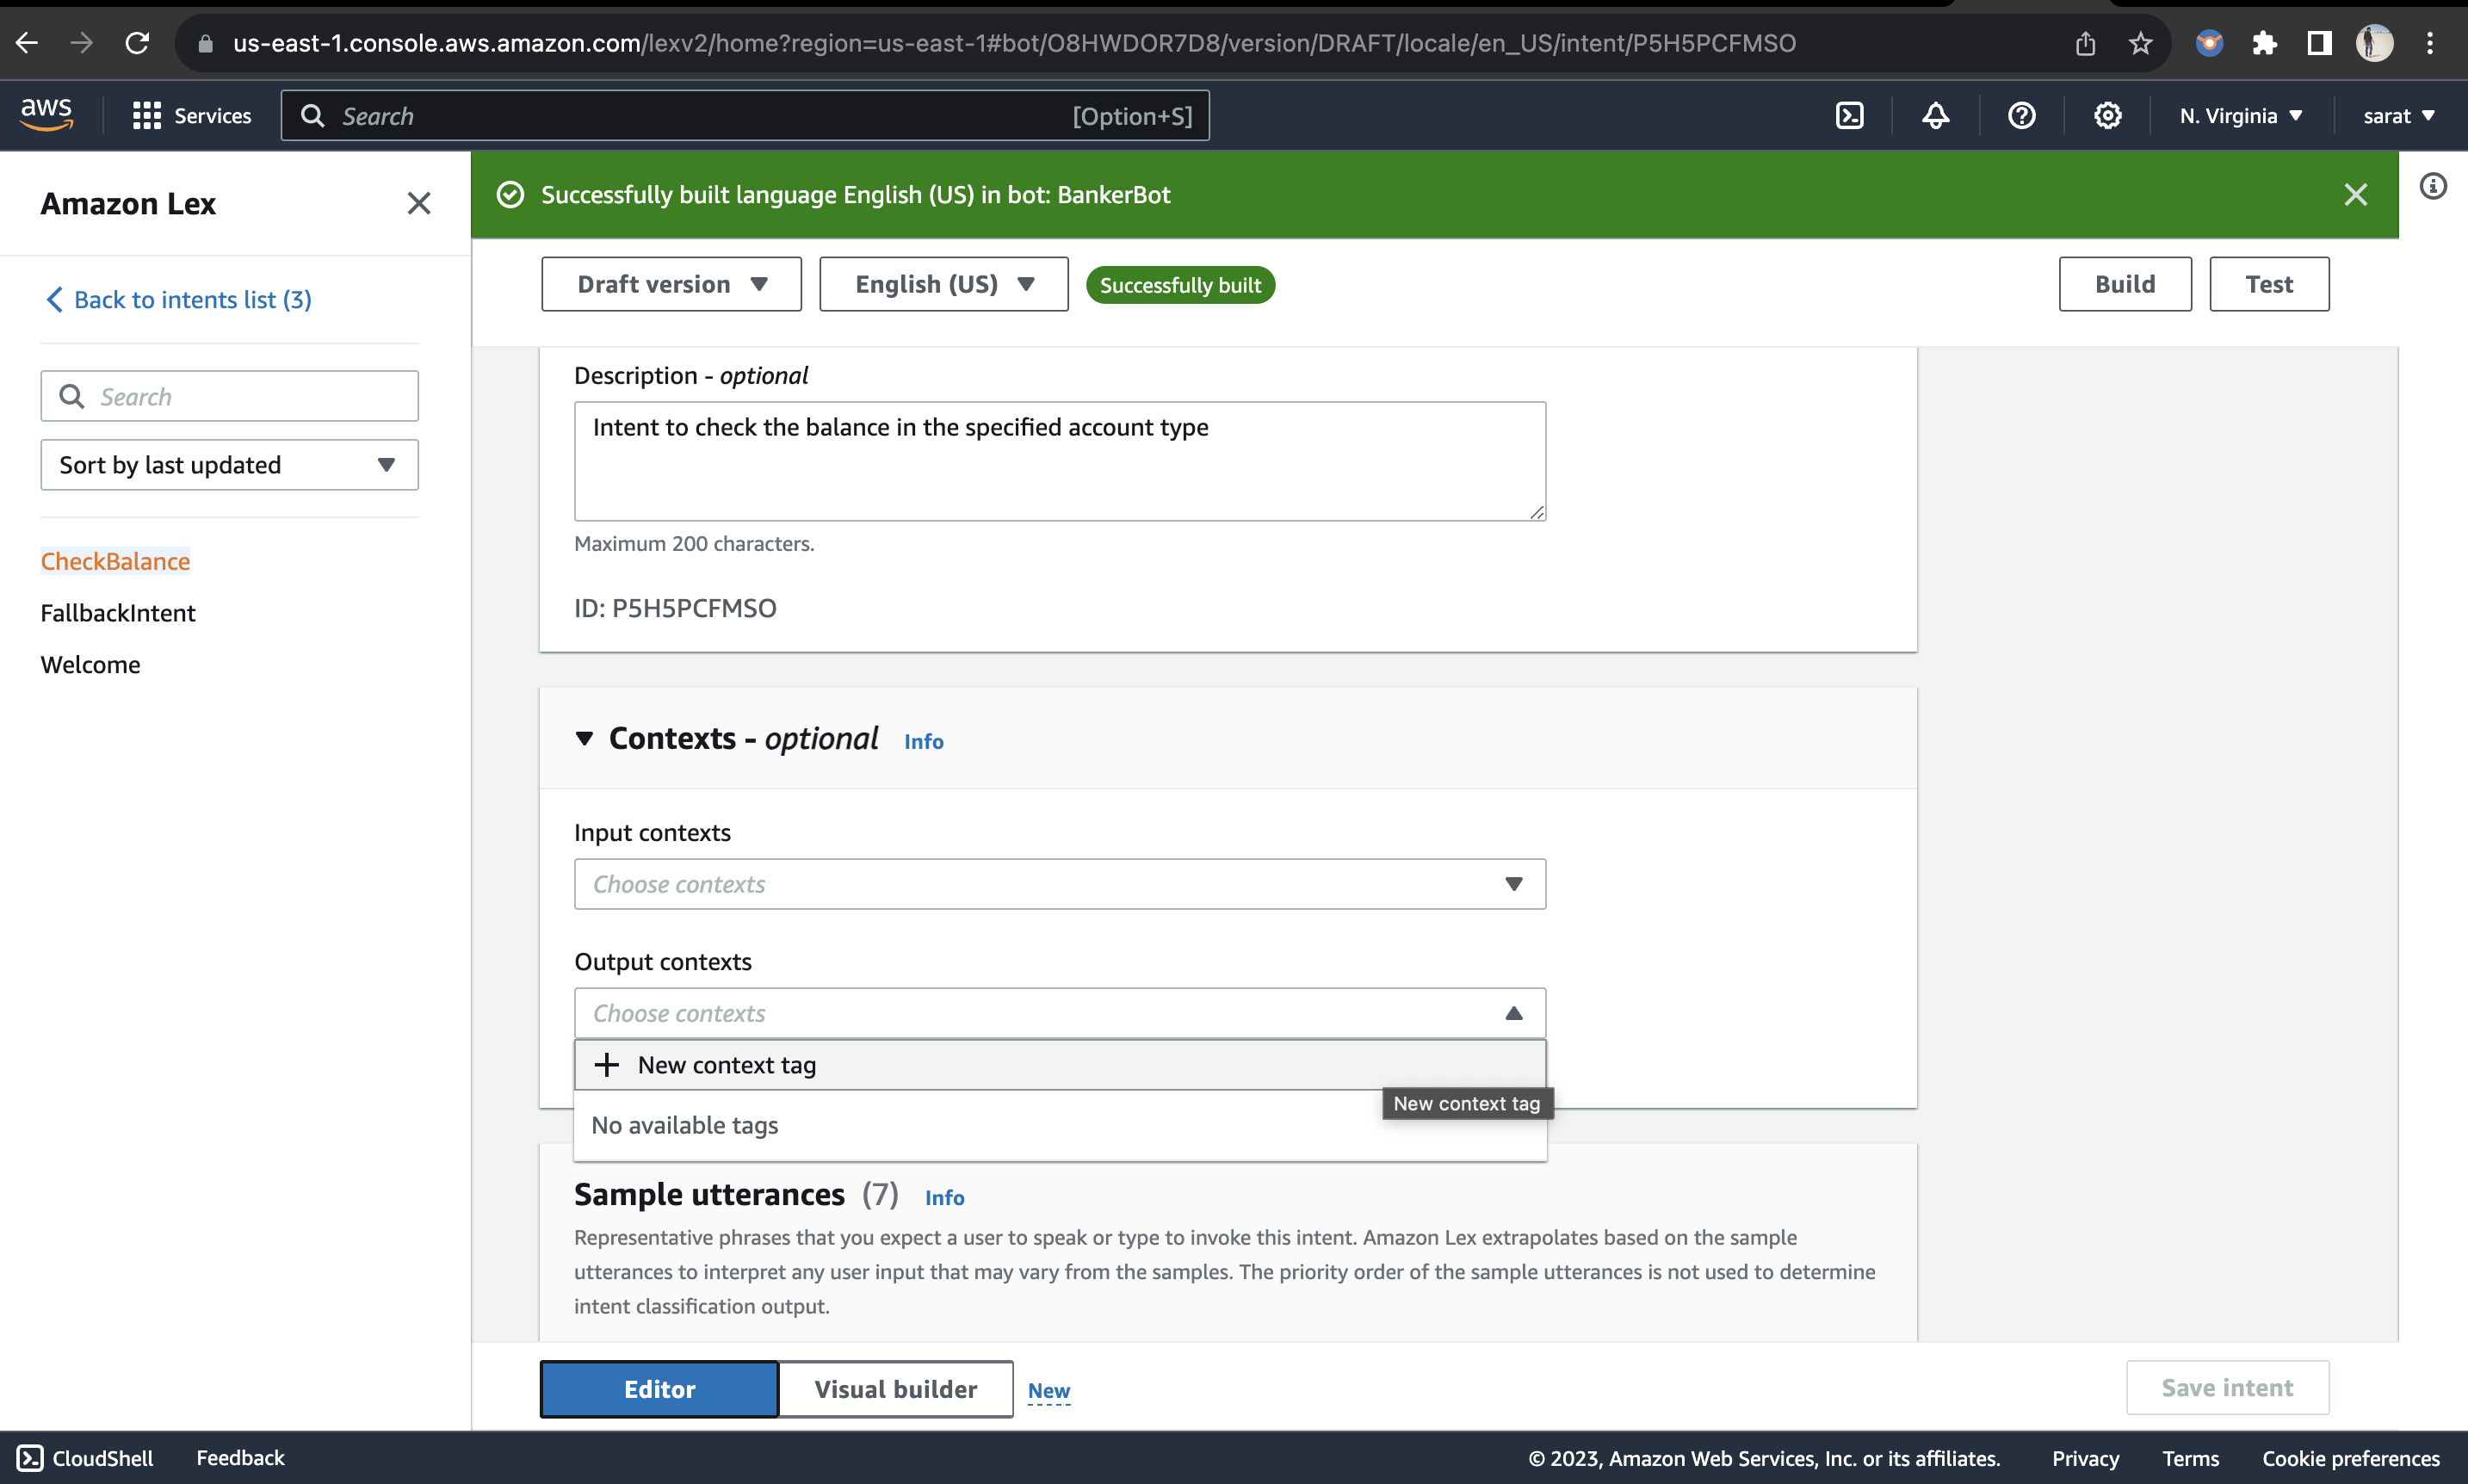 us-east-1.console.aws.amazon.com/lexv2/home?region=us-east-1#bot/O8HWDOR7D8/version/DRAFT/locale/en_US/intent/P5H5PCFMSO
aws
Services
Search
[Option+S]
N. Virginia
sarat
Amazon Lex
Successfully built language English (US) in bot: BankerBot
Back to intents list (3)
Draft version
English (US)
Successfully built
Build
Test
Search
Sort by last updated
CheckBalance
FallbackIntent
Welcome
Description - optional
Intent to check the balance in the specified account type
Maximum 200 characters.
ID: P5H5PCFMSO
Contexts - optional Info
Input contexts
Choose contexts
Output contexts
Choose contexts
New context tag
New context tag
No available tags
Sample utterances (7) Info
Representative phrases that you expect a user to speak or type to invoke this intent. Amazon Lex extrapolates based on the sample
utterances to interpret any user input that may vary from the samples. The priority order of the sample utterances is not used to determine
intent classification output.
Editor
Visual builder
New
Save intent
CloudShell
Feedback
© 2023, Amazon Web Services, Inc. or its affiliates.
Privacy
Terms
Cookie preferences